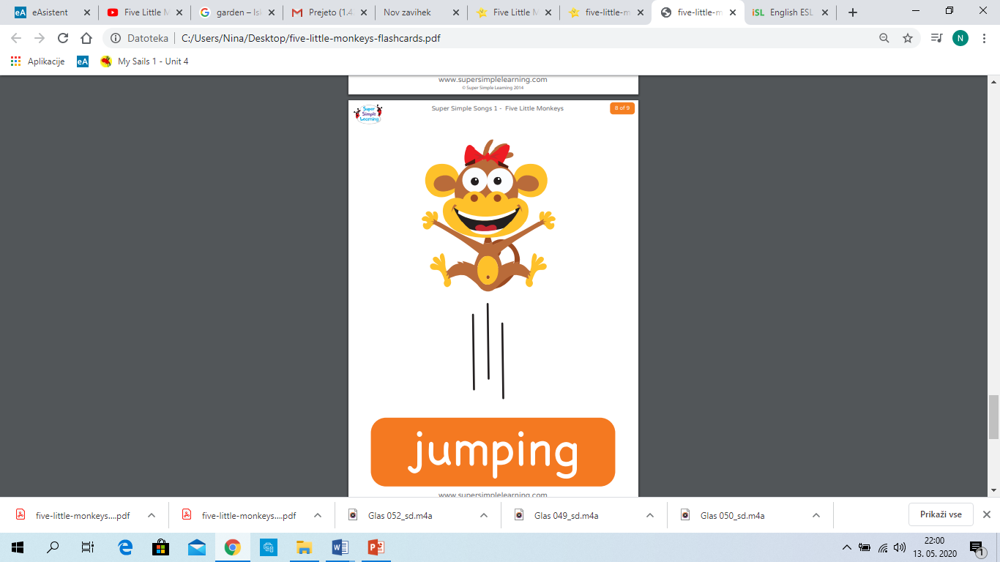 eAsistent
Five Little M
garden – Isl
Prejeto (1.4
Nov zavihek
Five Little M
five-little-m
five-little-m
iSL English ESL
Datoteka C:/Users/Nina/Desktop/five-little-monkeys-flashcards.pdf
N
Aplikacije eA My Sails 1 - Unit 4
www.supersimplelearning.com
© Super Simple Learning 2014
Super Simple Learning
Super Simple Songs 1 - Five Little Monkeys
8 of 9
jumping
www.supersimplelearning.com
five-little-monkeys....pdf
five-little-monkeys....pdf
Glas 052_sd.m4a
Glas 049_sd.m4a
Glas 050_sd.m4a
Prikaži vse
22:00
13. 05. 2020
1